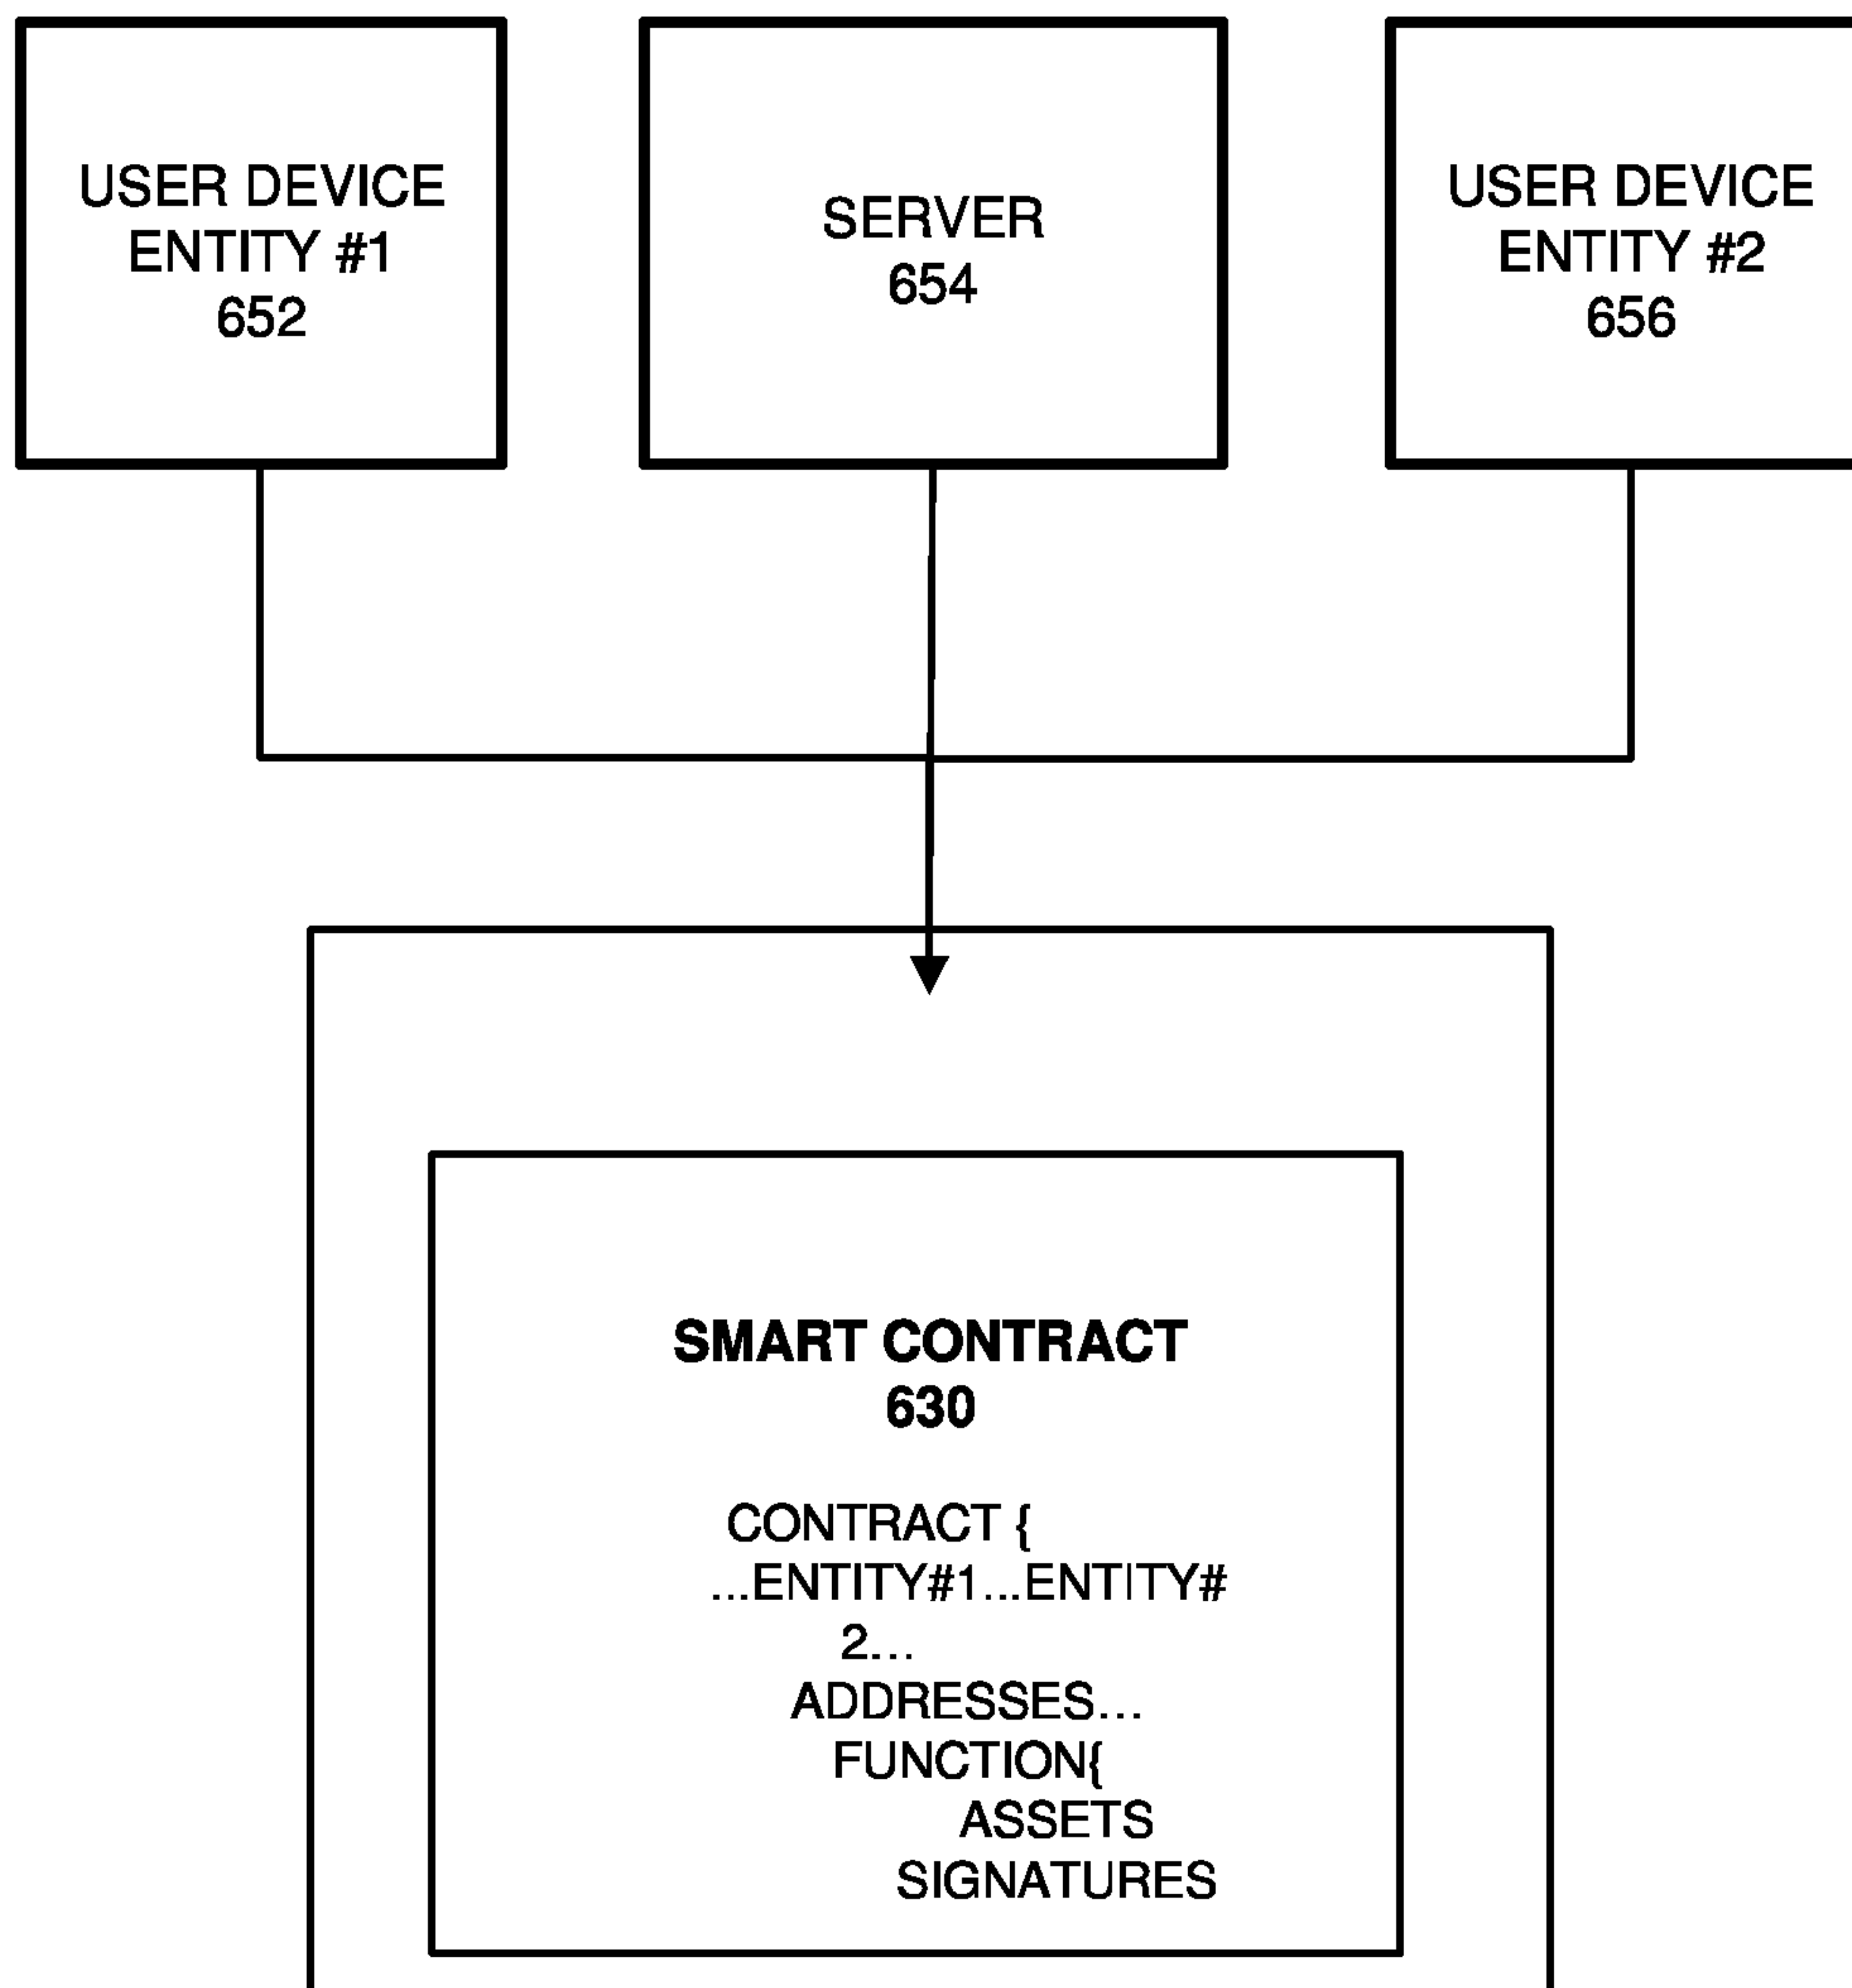 USER DEVICE
ENTITY #1
652
SERVER
654
USER DEVICE
ENTITY #2
656
SMART CONTRACT
630
CONTRACT {
...ENTITY#1...ENTITY#
2...
ADDRESSES...
FUNCTION{
ASSETS
SIGNATURES